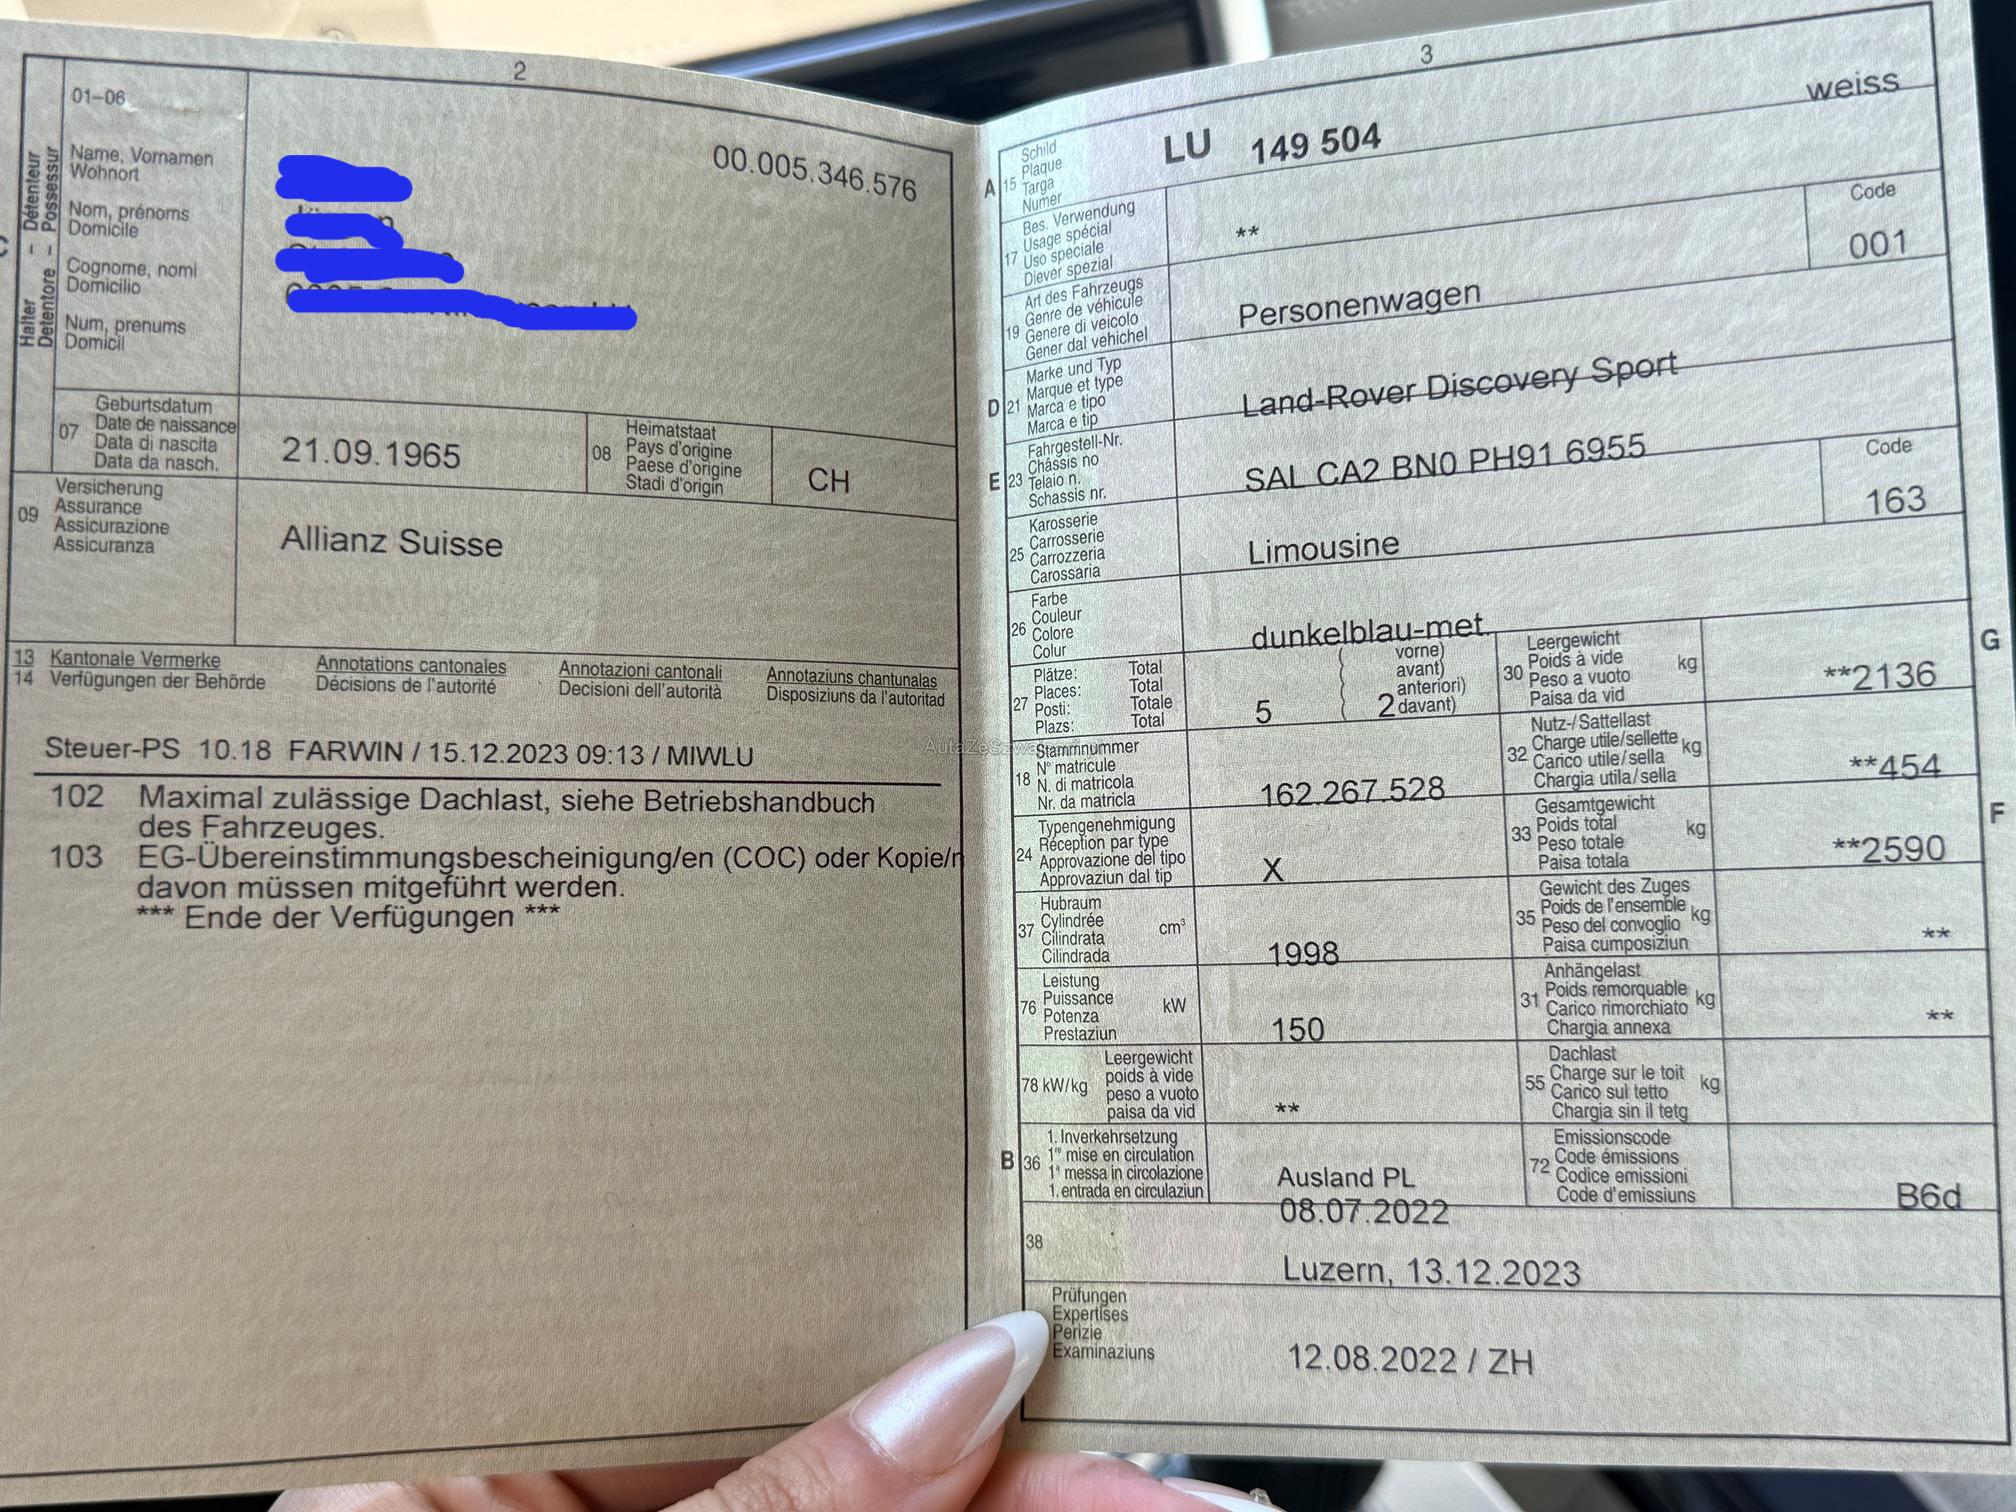 2
01–06
Halter – Détenteur
Detentore – Possessur
Name, Vornamen
Wohnort
Nom, prénoms
Domicile
Cognome, nomi
Domicilio
Num, prenums
Domicil
00.005.346.576
07
Geburtsdatum
Date de naissance
Data di nascita
Data da nasch.
21.09.1965
08
Heimatstaat
Pays d'origine
Paese d'origine
Stadi d'origin
CH
09
Versicherung
Assurance
Assicurazione
Assicuranza
Allianz Suisse
13 Kantonale Vermerke Annotations cantonales Annotazioni cantonali Annotaziuns chantunalas
14 Verfügungen der Behörde Décisions de l'autorité Decisioni dell'autorità Disposiziuns da l'autoritad
Steuer-PS 10.18 FARWIN / 15.12.2023 09:13 / MIWLU
102 Maximal zulässige Dachlast, siehe Betriebshandbuch
des Fahrzeuges.
103 EG-Übereinstimmungsbescheinigung/en (COC) oder Kopie/n
davon müssen mitgeführt werden.
*** Ende der Verfügungen ***
3
weiss
A 15
Schild
Plaque
Targa
Numer
LU 149 504
17
Bes. Verwendung
Usage spécial
Uso speciale
Diever spezial
**
Code
001
19
Art des Fahrzeugs
Genre de véhicule
Genere di veicolo
Gener dal vehichel
Personenwagen
D 21
Marke und Typ
Marque et type
Marca e tipo
Marca e tip
Land-Rover Discovery Sport
E 23
Fahrgestell-Nr.
Châssis no
Telaio n.
Schassis nr.
SAL CA2 BN0 PH91 6955
Code
163
25
Karosserie
Carrosserie
Carrozzeria
Carossaria
Limousine
26
Farbe
Couleur
Colore
Colur
dunkelblau-met.
27
Plätze: Total
Places: Total
Posti: Totale
Plazs: Total
5
vorne)
avant)
anteriori)
davant)
2
G
30
Leergewicht
Poids à vide
Peso a vuoto
Paisa da vid
kg
**2136
18
Stammnummer
N° matricule
N. di matricola
Nr. da matricla
162.267.528
32
Nutz-/Sattellast
Charge utile/sellette
Carico utile/sella
Chargia utila/sella
kg
**454
24
Typengenehmigung
Réception par type
Approvazione del tipo
Approvaziun dal tip
X
F
33
Gesamtgewicht
Poids total
Peso totale
Paisa totala
kg
**2590
37
Hubraum
Cylindrée
Cilindrata
Cilindrada
cm³
1998
35
Gewicht des Zuges
Poids de l'ensemble
Peso del convoglio
Paisa cumposiziun
kg
**
76
Leistung
Puissance
Potenza
Prestaziun
kW
150
31
Anhängelast
Poids remorquable
Carico rimorchiato
Chargia annexa
kg
**
78 kW/kg
Leergewicht
poids à vide
peso a vuoto
paisa da vid
**
55
Dachlast
Charge sur le toit
Carico sul tetto
Chargia sin il tetg
kg
B 36
1. Inverkehrsetzung
1re mise en circulation
1a messa in circolazione
1. entrada en circulaziun
Ausland PL
08.07.2022
72
Emissionscode
Code émissions
Codice emissioni
Code d'emissiuns
B6d
38
Luzern, 13.12.2023
Prüfungen
Expertises
Perizie
Examinaziuns
12.08.2022 / ZH